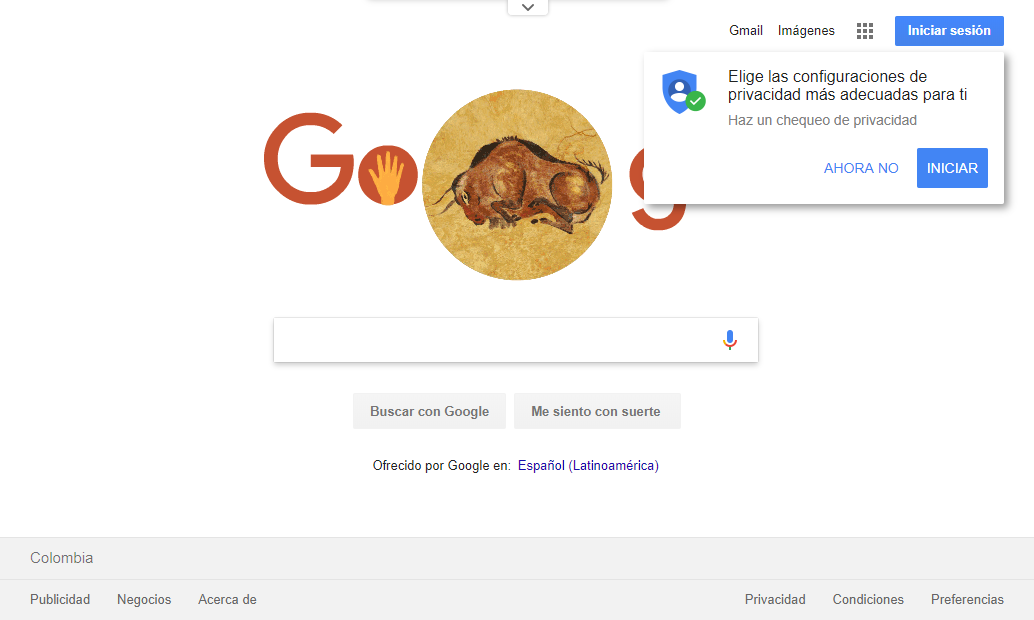 Gmail Imágenes Iniciar sesión
Elige las configuraciones de
privacidad más adecuadas para ti
Haz un chequeo de privacidad
AHORA NO INICIAR
Go g
Buscar con Google Me siento con suerte
Ofrecido por Google en: Español (Latinoamérica)
Colombia
Publicidad Negocios Acerca de Privacidad Condiciones Preferencias